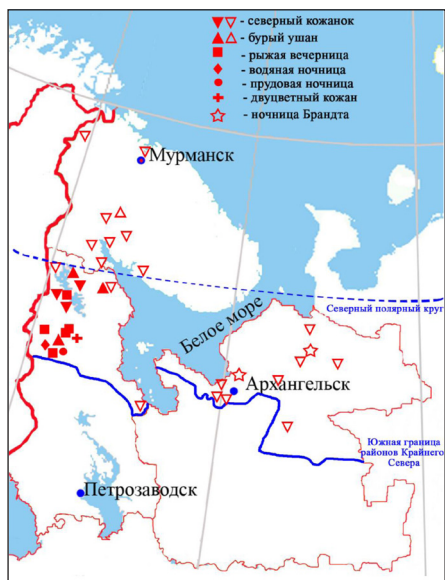 - северный кожанок
- бурый ушан
- рыжая вечерница
- водяная ночница
- прудовая ночница
- двуцветный кожан
- ночница Брандта
Мурманск
Северный полярный круг
Белое море
Архангельск
Южная граница
районов Крайнего
Севера
Петрозаводск